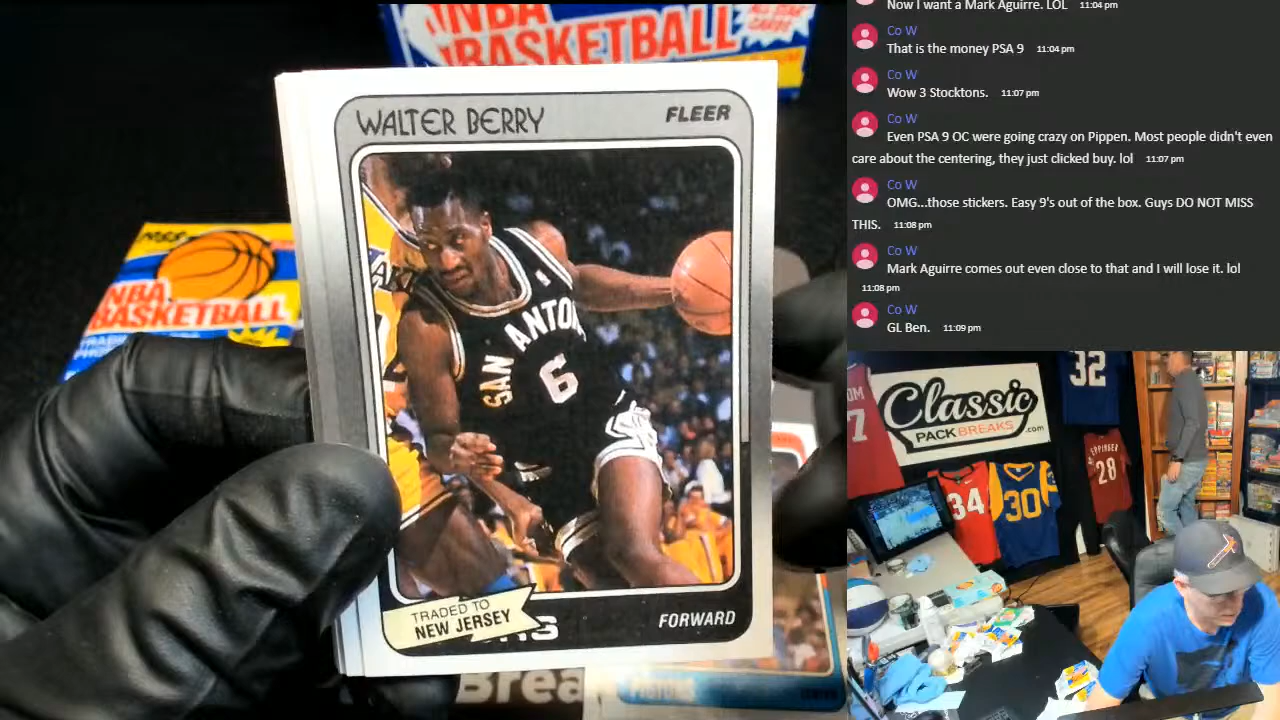 NBA
BASKETBALL
WALTER BERRY
FLEER
SAN ANTON
6
TRADED TO
NEW JERSEY
FORWARD
NBA
BASKETBALL
Brea
PISTONS
Now I want a Mark Aguirre. LOL 11:04 pm
Co W
That is the money PSA 9 11:04 pm
Co W
Wow 3 Stocktons. 11:07 pm
Co W
Even PSA 9 OC were going crazy on Pippen. Most people didn't even
care about the centering, they just clicked buy. lol 11:07 pm
Co W
OMG...those stickers. Easy 9's out of the box. Guys DO NOT MISS
THIS. 11:08 pm
Co W
Mark Aguirre comes out even close to that and I will lose it. lol
11:08 pm
Co W
GL Ben. 11:09 pm
Classic
PACK BREAKS.com
32
7
34
30
28